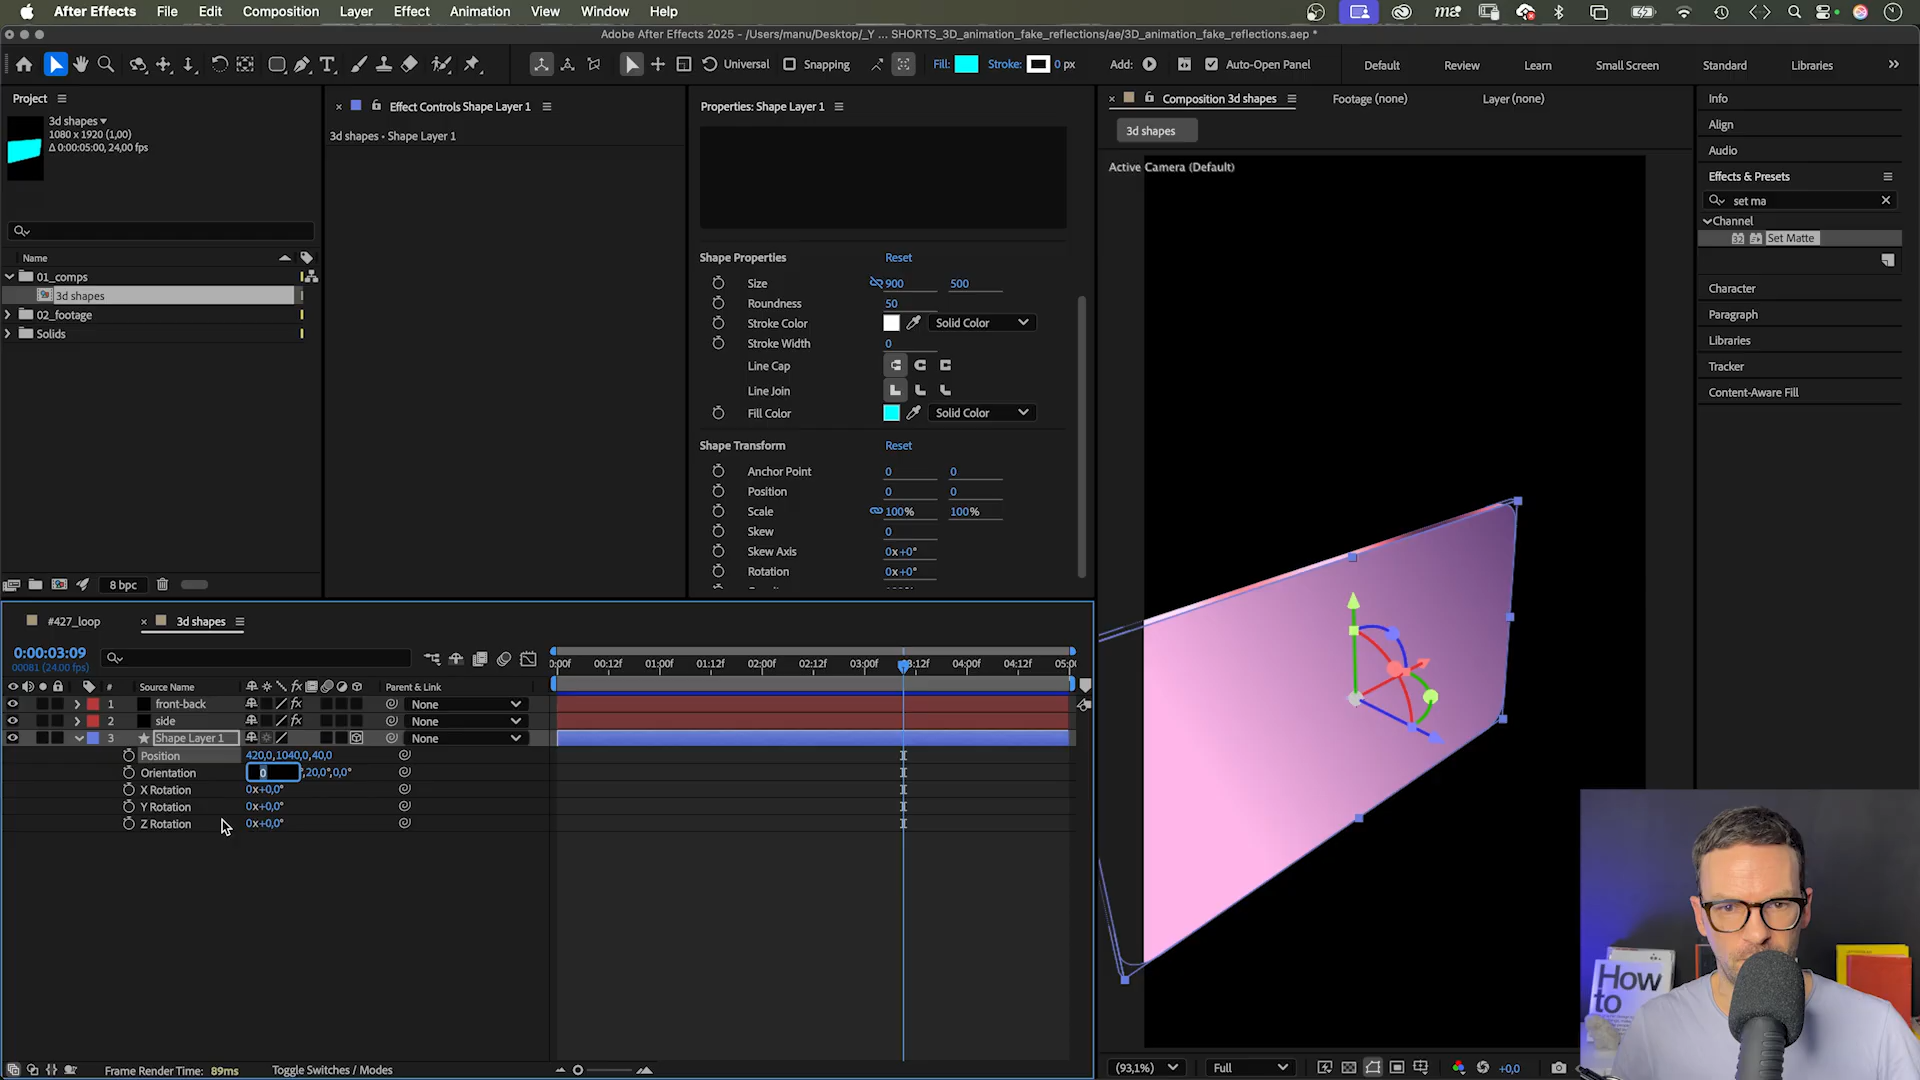 After Effects File Edit Composition Layer Effect Animation View Window Help
Adobe After Effects 2025 - /Users/manu/Desktop/_Y ... SHORTS_3D_animation_fake_reflections/ae/3D_animation_fake_reflections.aep *
Universal Snapping Fill: Stroke: 0 px Add: Auto-Open Panel Default Review Learn Small Screen Standard Libraries
Project
3d shapes
1080 x 1920 (1,00)
Δ 0:00:05:00, 24,00 fps
Name
01_comps
3d shapes
02_footage
Solids
8 bpc
Effect Controls Shape Layer 1
3d shapes • Shape Layer 1
Properties: Shape Layer 1
Shape Properties Reset
Size 900 500
Roundness 50
Stroke Color Solid Color
Stroke Width 0
Line Cap
Line Join
Fill Color Solid Color
Shape Transform Reset
Anchor Point 0 0
Position 0 0
Scale 100% 100%
Skew 0
Skew Axis 0x+0°
Rotation 0x+0°
Composition 3d shapes Footage (none) Layer (none)
3d shapes
Active Camera (Default)
(93,1%) Full +0,0
Info
Align
Audio
Effects & Presets
set ma
Channel
32 Set Matte
Character
Paragraph
Libraries
Tracker
Content-Aware Fill
#427_loop 3d shapes
0:00:03:09
00081 (24.00 fps)
:00f 00:12f 01:00f 01:12f 02:00f 02:12f 03:00f 3:12f 04:00f 04:12f 05:0
# Source Name Parent & Link
1 front-back None
2 side None
3 Shape Layer 1 None
Position 420,0,1040,0,40,0
Orientation 0 °,20,0°,0,0°
X Rotation 0x+0,0°
Y Rotation 0x+0,0°
Z Rotation 0x+0,0°
Frame Render Time: 89ms Toggle Switches / Modes
How
to